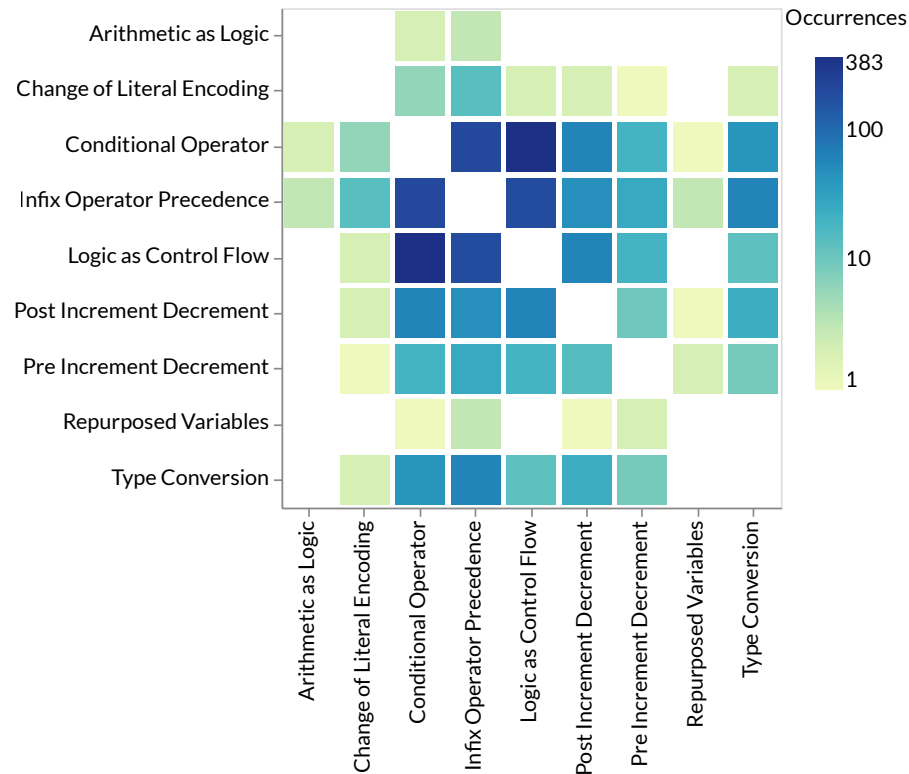 Occurrences
383
100
10
1
Arithmetic as Logic
Change of Literal Encoding
Conditional Operator
Infix Operator Precedence
Logic as Control Flow
Post Increment Decrement
Pre Increment Decrement
Repurposed Variables
Type Conversion
Arithmetic as Logic
Change of Literal Encoding
Conditional Operator
Infix Operator Precedence
Logic as Control Flow
Post Increment Decrement
Pre Increment Decrement
Repurposed Variables
Type Conversion